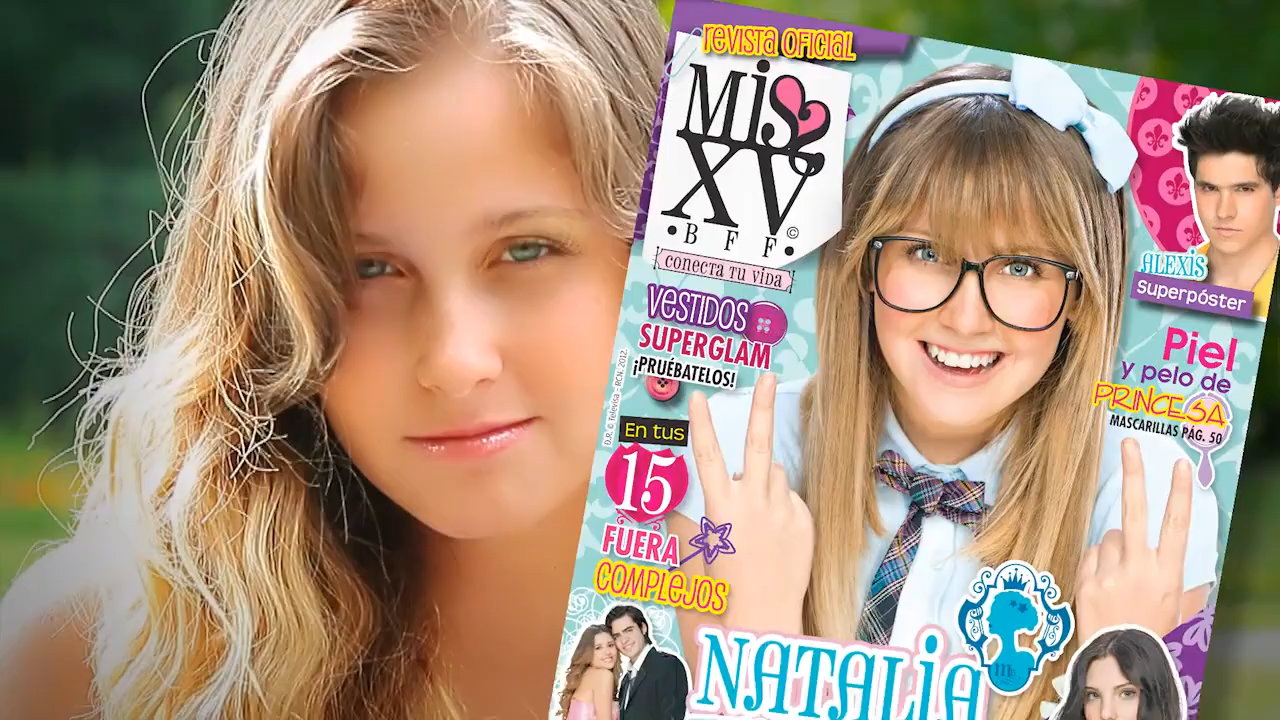 REVISTA OFICIAL
MIS
XV
• B F F •
©
CONECTA TU VIDA
VESTIDOS
SUPERGLAM
¡PRUÉBATELOS!
D.R. © Televisa - RCN, 2012.
En tus
15
FUERA
COMPLEJOS
NATALIA
ALEXIS
Superpóster
Piel
y pelo de
PRINCESA
MASCARILLAS PÁG. 50